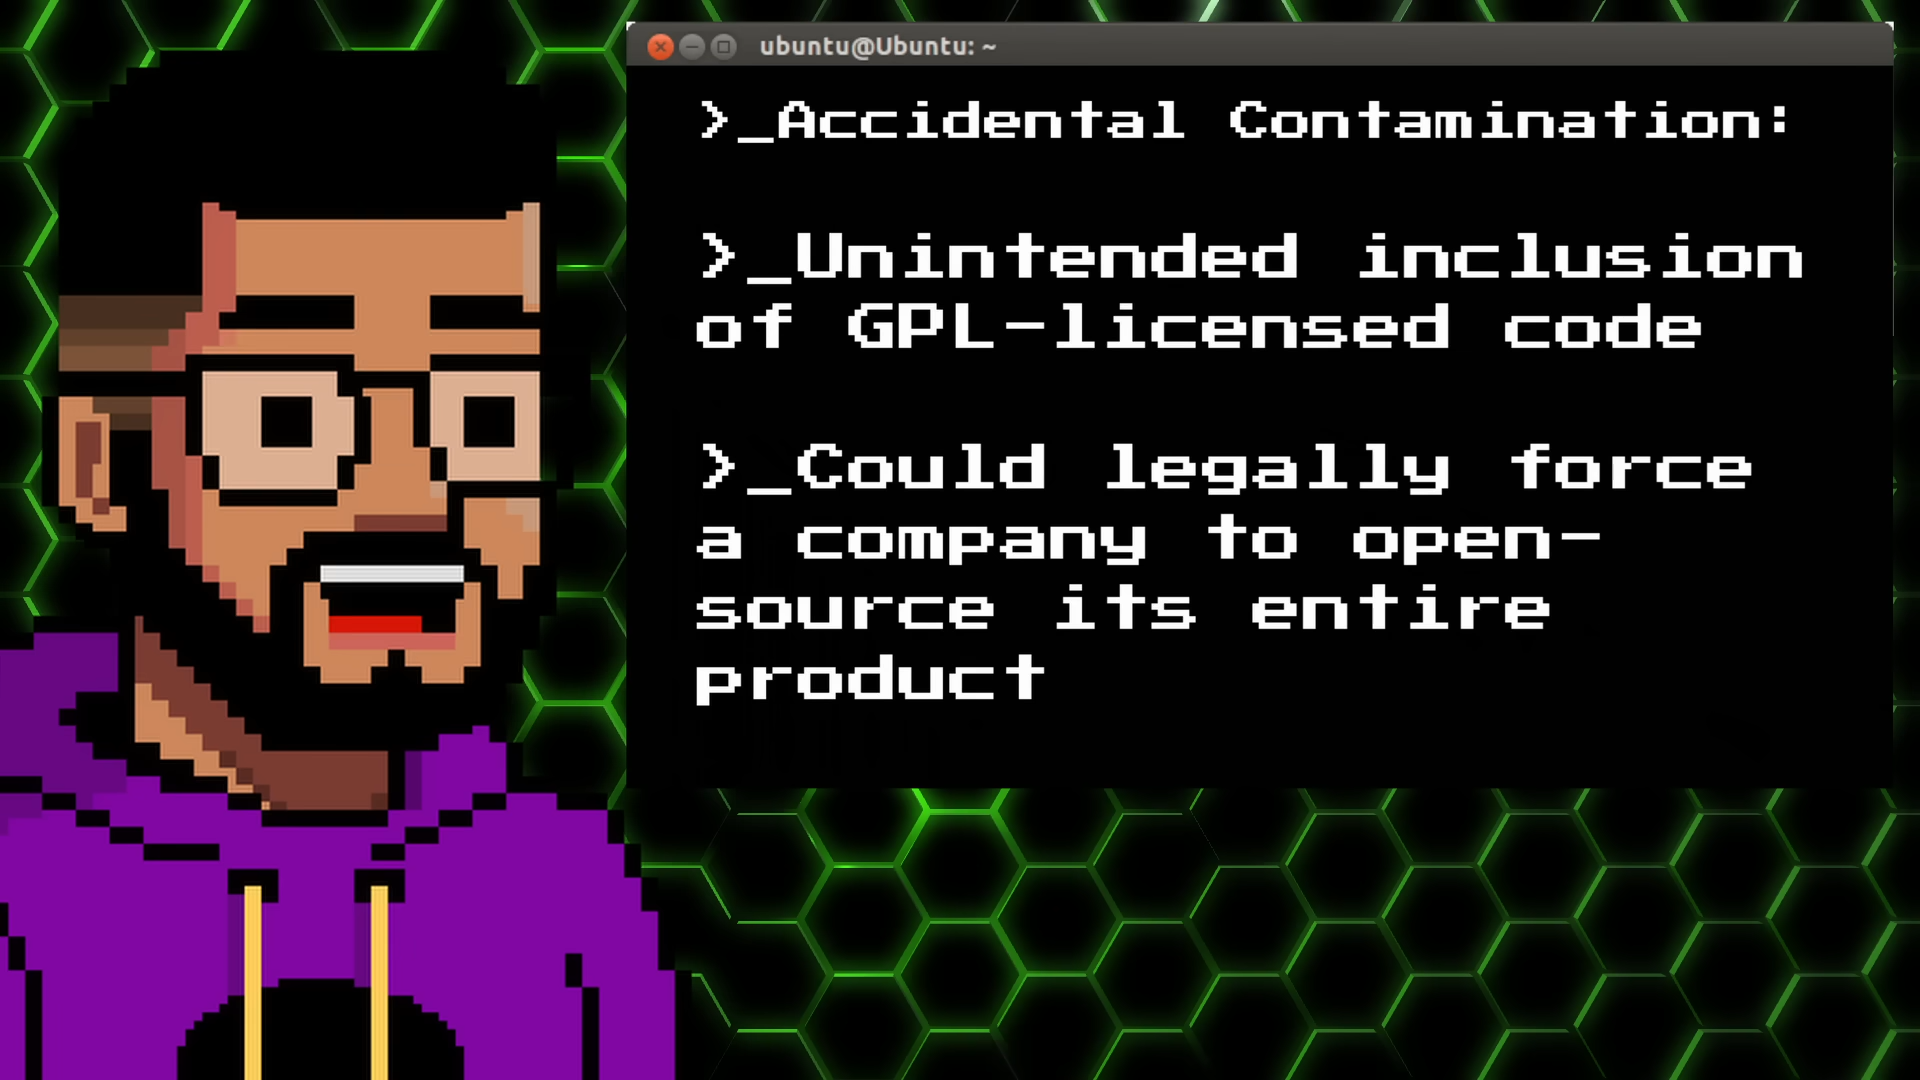 ubuntu@Ubuntu: ~
>_Accidental Contamination:
>_Unintended inclusion
of GPL-licensed code
>_Could legally force
a company to open-
source its entire
product